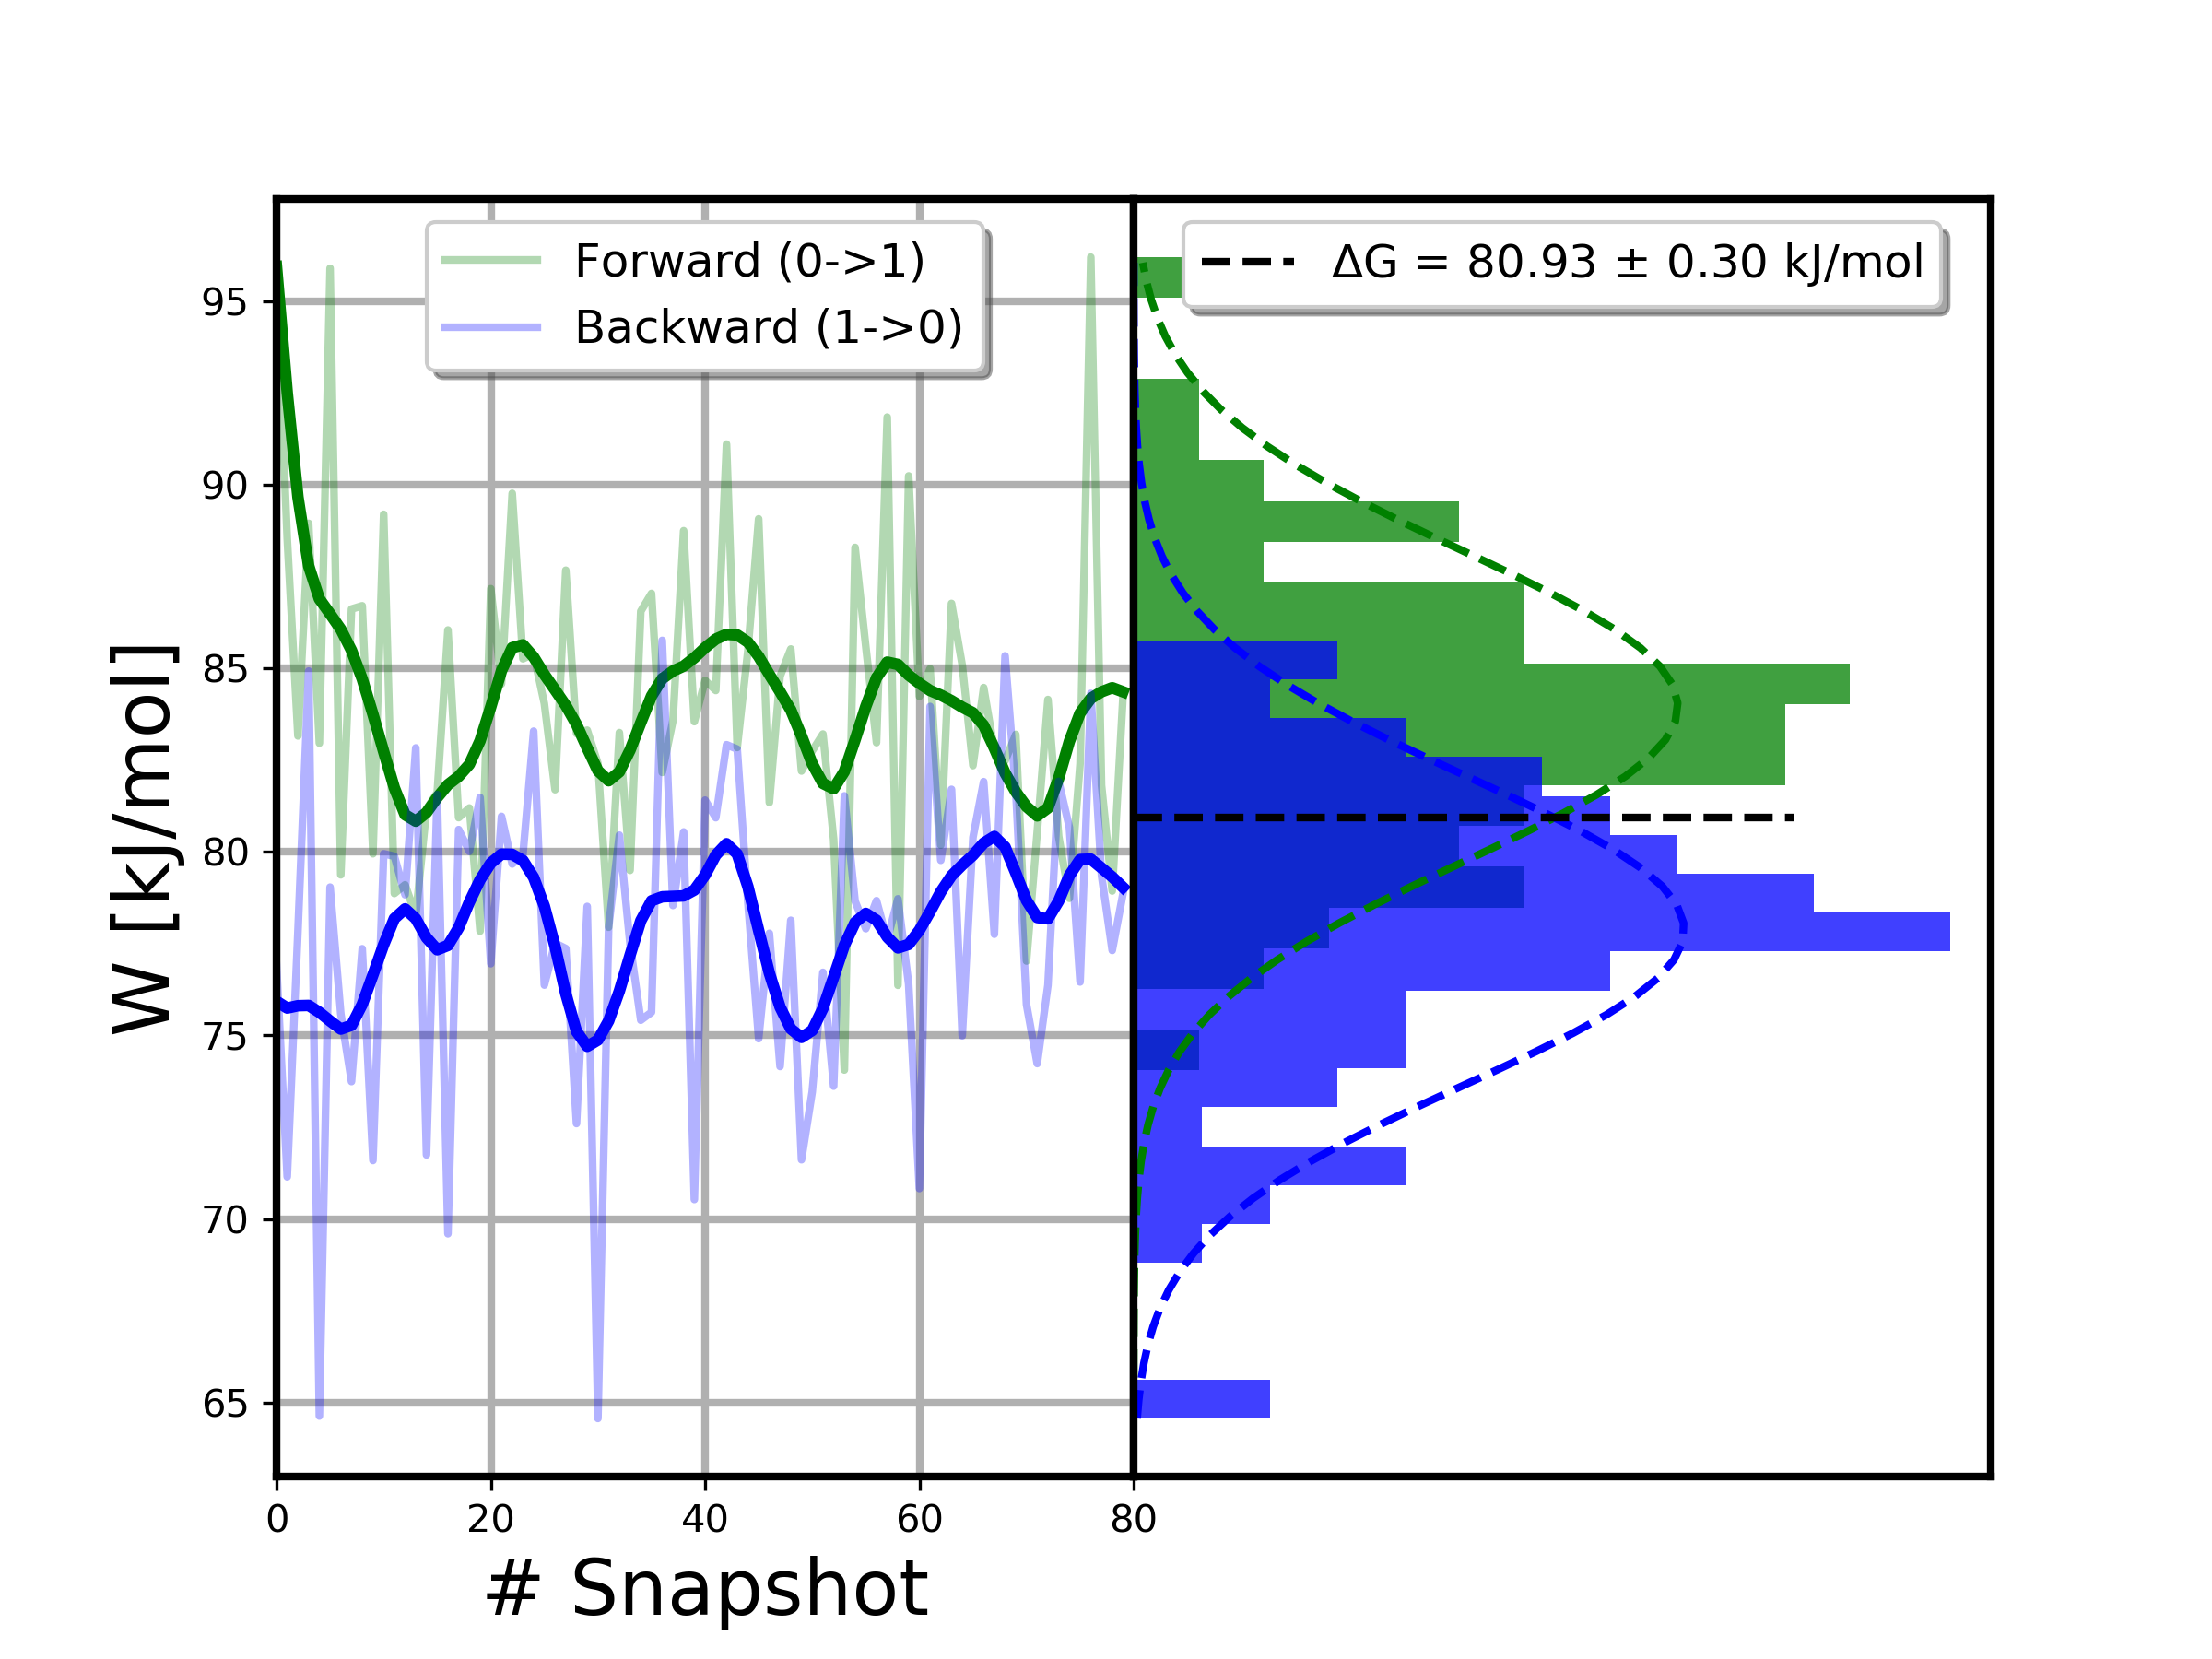 Forward (0->1)
Backward (1->0)
ΔG = 80.93 ± 0.30 kJ/mol
95
90
85
80
75
70
65
W [kJ/mol]
0
20
40
60
80
# Snapshot